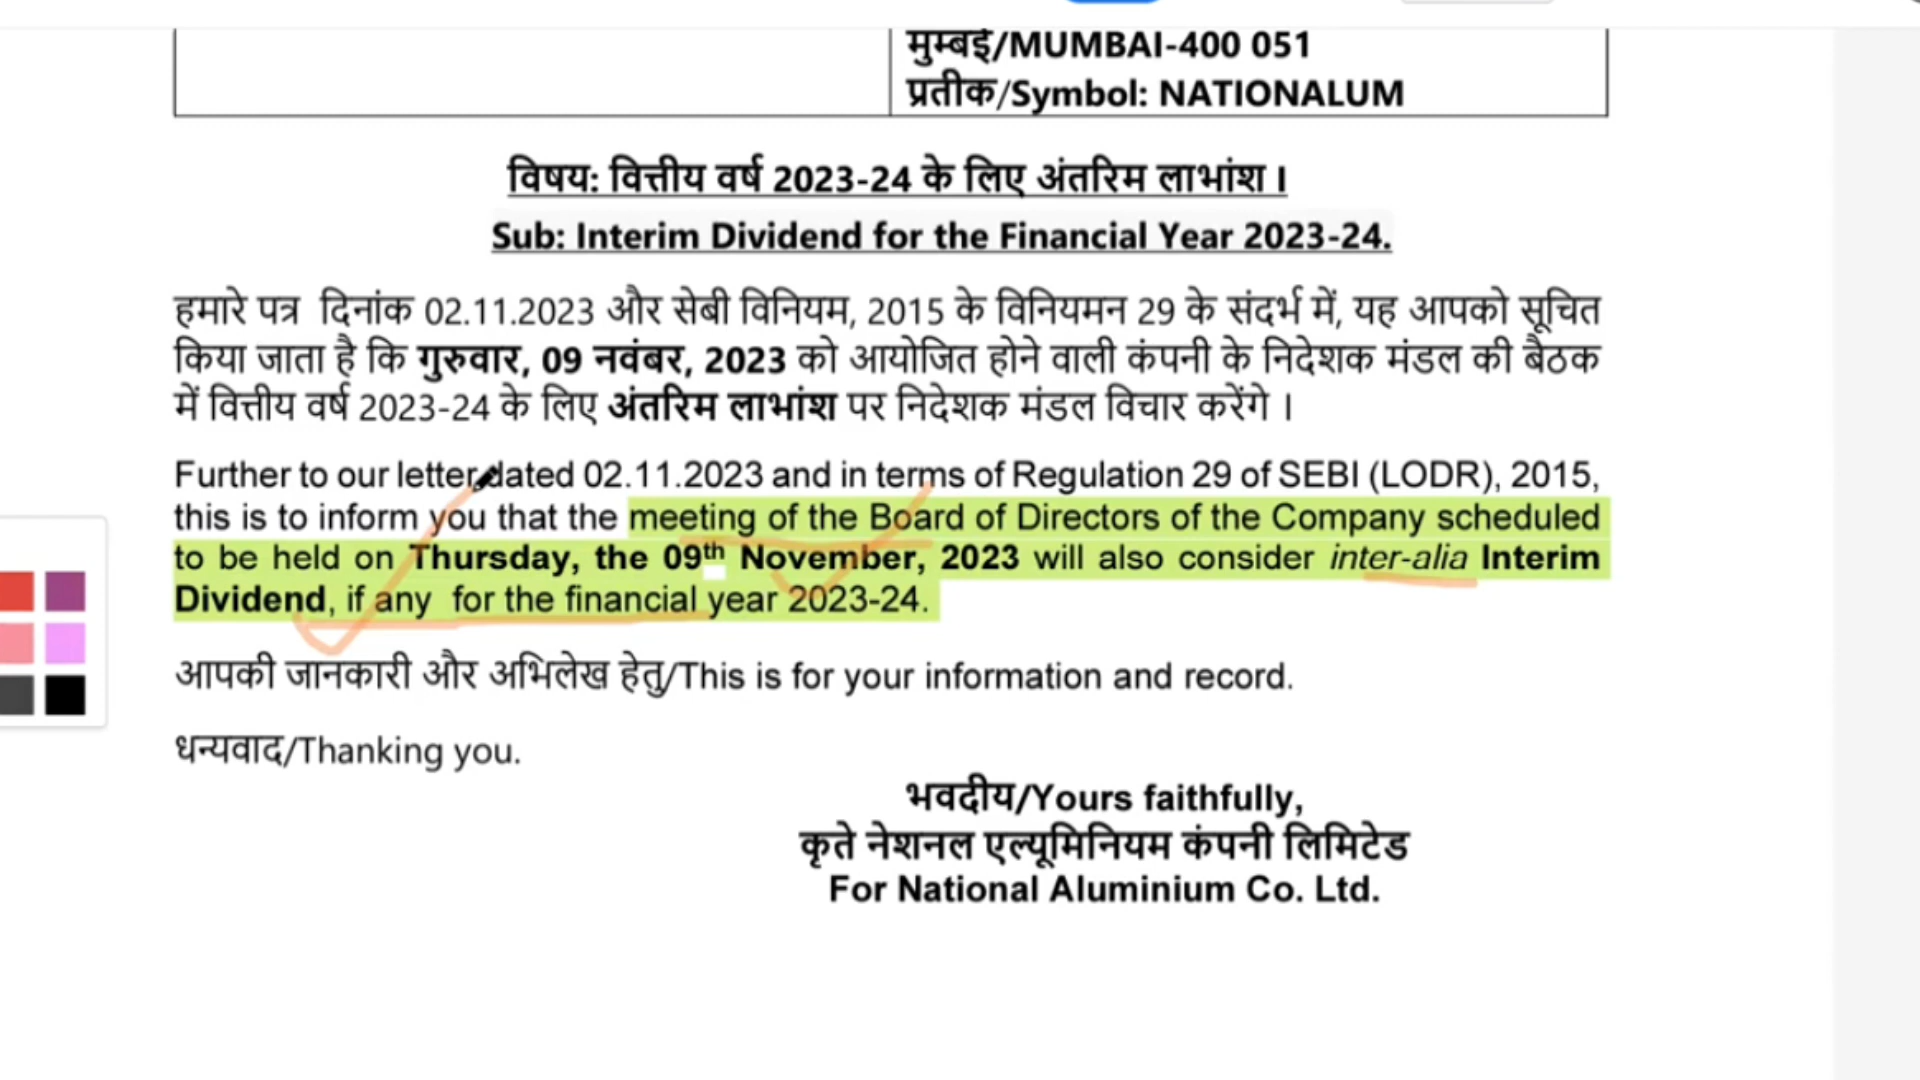 मुम्बई/MUMBAI-400 051
प्रतीक/Symbol: NATIONALUM
विषय: वित्तीय वर्ष 2023-24 के लिए अंतरिम लाभांश ।
Sub: Interim Dividend for the Financial Year 2023-24.
हमारे पत्र दिनांक 02.11.2023 और सेबी विनियम, 2015 के विनियमन 29 के संदर्भ में, यह आपको सूचित
किया जाता है कि गुरुवार, 09 नवंबर, 2023 को आयोजित होने वाली कंपनी के निदेशक मंडल की बैठक
में वित्तीय वर्ष 2023-24 के लिए अंतरिम लाभांश पर निदेशक मंडल विचार करेंगे ।
Further to our letter dated 02.11.2023 and in terms of Regulation 29 of SEBI (LODR), 2015,
this is to inform you that the meeting of the Board of Directors of the Company scheduled
to be held on Thursday, the 09th November, 2023 will also consider inter-alia Interim
Dividend, if any for the financial year 2023-24.
आपकी जानकारी और अभिलेख हेतु/This is for your information and record.
धन्यवाद/Thanking you.
भवदीय/Yours faithfully,
कृते नेशनल एल्यूमिनियम कंपनी लिमिटेड
For National Aluminium Co. Ltd.